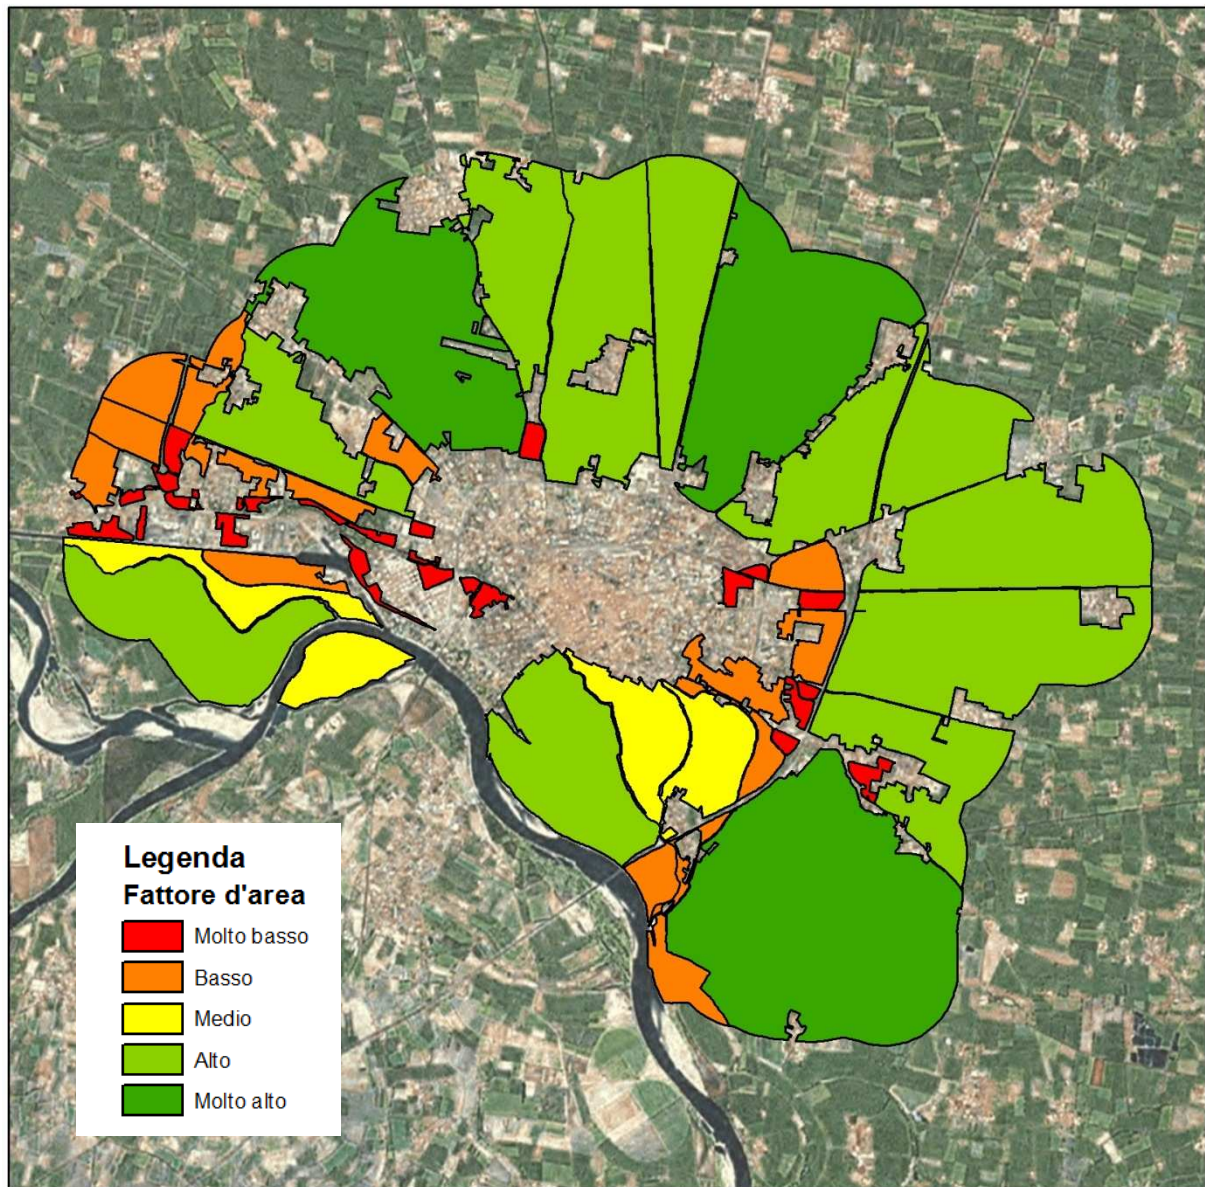 Legenda
Fattore d'area
Molto basso
Basso
Medio
Alto
Molto alto